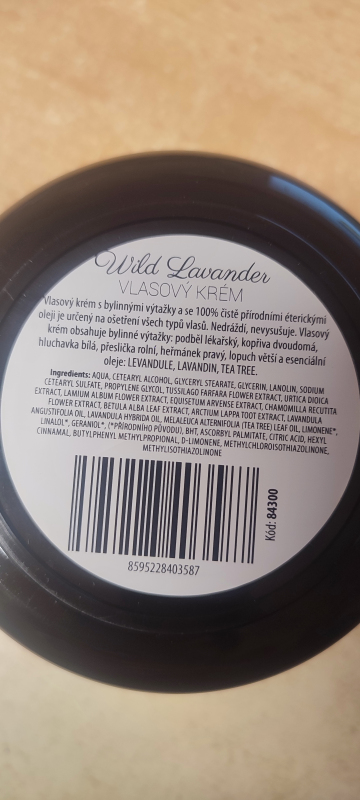 Wild Lavander
VLASOVÝ KRÉM
Vlasový krém s bylinnými výtažky a se 100% čistě přírodními éterickými
oleji je určený na ošetření všech typů vlasů. Nedráždí, nevysušuje. Vlasový
krém obsahuje bylinné výtažky: podběl lékařský, kopřiva dvoudomá,
hluchavka bílá, přeslička rolní, heřmánek pravý, lopuch větší a esenciální
oleje: LEVANDULE, LAVANDIN, TEA TREE.
Ingredients: AQUA, CETEARYL ALCOHOL, GLYCERYL STEARATE, GLYCERIN, LANOLIN, SODIUM
CETEARYL SULFATE, PROPYLENE GLYCOL, TUSSILAGO FARFARA FLOWER EXTRACT, URTICA DIOICA
EXTRACT, LAMIUM ALBUM FLOWER EXTRACT, EQUISETUM ARVENSE EXTRACT, CHAMOMILLA RECUTITA
FLOWER EXTRACT, BETULA ALBA LEAF EXTRACT, ARCTIUM LAPPA ROOT EXTRACT, LAVANDULA
ANGUSTIFOLIA OIL, LAVANDULA HYBRIDA OIL, MELALEUCA ALTERNIFOLIA (TEA TREE) LEAF OIL, LIMONENE*,
LINALOL*, GERANIOL*, (*PŘÍRODNÍHO PŮVODU), BHT, ASCORBYL PALMITATE, CITRIC ACID, HEXYL
CINNAMAL, BUTYLPHENYL METHYLPROPIONAL, D-LIMONENE, METHYLCHLOROISOTHIAZOLINONE,
METHYLISOTHIAZOLINONE
Kód: 84300
8595228403587